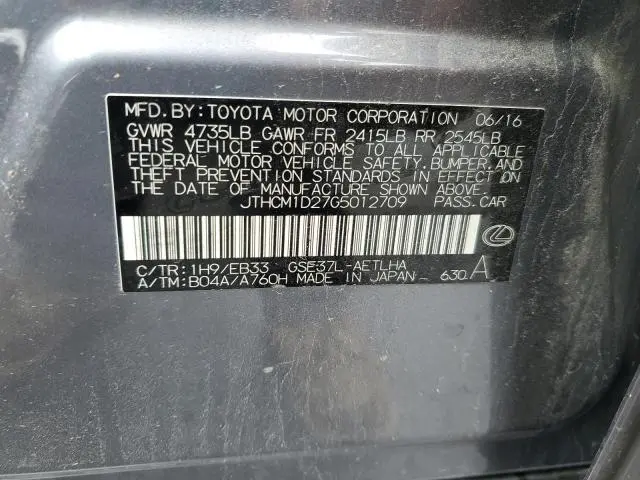 MFD.BY:TOYOTA MOTOR CORPORATION 06/16
GVWR 4735LB GAWR FR 2415LB RR 2545LB
THIS VEHICLE CONFORMS TO ALL APPLICABLE
FEDERAL MOTOR VEHICLE SAFETY,BUMPER,AND
THEFT PREVENTION STANDARDS IN EFFECT ON
THE DATE OF MANUFACTURE SHOWN ABOVE.
JTHCM1D27G5012709 PASS.CAR
C/TR:1H9/EB33 GSE37L-AETLHA
A/TM:B04A/A760H MADE IN JAPAN 630 A